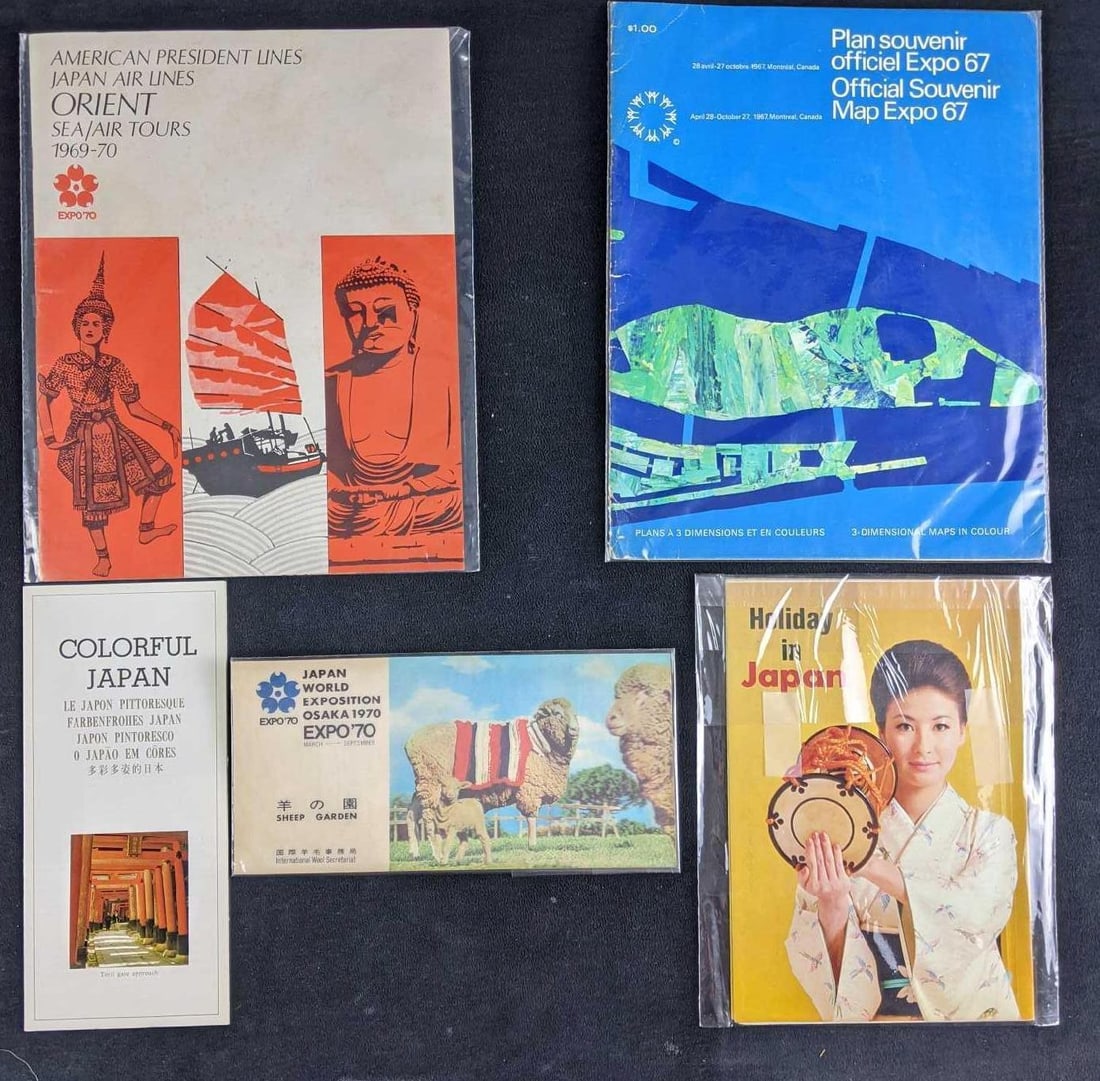 AMERICAN PRESIDENT LINES
JAPAN AIR LINES
ORIENT
SEA/AIR TOURS
1969-70
EXPO'70
$1.00
Plan souvenir
officiel Expo 67
28 avril-27 octobre 1967, Montréal, Canada
Official Souvenir
Map Expo 67
April 28-October 27, 1967, Montreal, Canada
©
PLANS À 3 DIMENSIONS ET EN COULEURS
3-DIMENSIONAL MAPS IN COLOUR
COLORFUL
JAPAN
LE JAPON PITTORESQUE
FARBENFROHES JAPAN
JAPON PINTORESCO
O JAPÃO EM CÔRES
多彩多姿的日本
Torii gate approach
EXPO'70
JAPAN
WORLD
EXPOSITION
OSAKA 1970
EXPO'70
MARCH — SEPTEMBER
羊の園
SHEEP GARDEN
国際羊毛事務局
International Wool Secretariat
Holiday
in
Japan